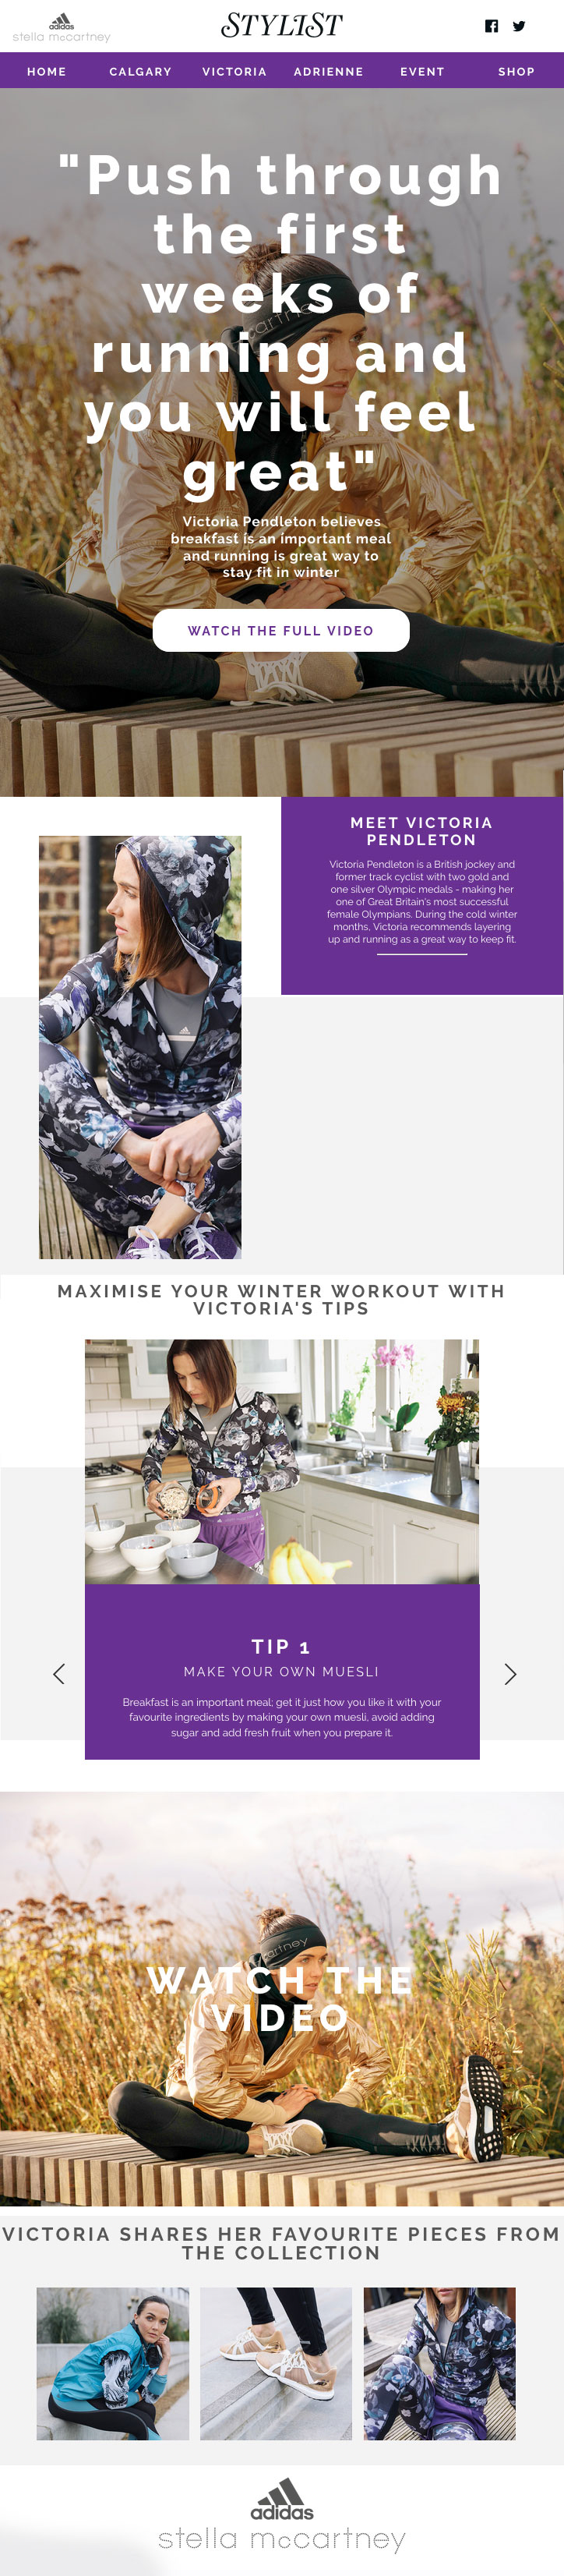 adidas
stella mccartney
STYLIST
HOME CALGARY VICTORIA ADRIENNE EVENT SHOP
"Push through
the first
weeks of
running and
you will feel
great"
Victoria Pendleton believes
breakfast is an important meal
and running is great way to
stay fit in winter
WATCH THE FULL VIDEO
MEET VICTORIA
PENDLETON
Victoria Pendleton is a British jockey and
former track cyclist with two gold and
one silver Olympic medals - making her
one of Great Britain's most successful
female Olympians. During the cold winter
months, Victoria recommends layering
up and running as a great way to keep fit.
MAXIMISE YOUR WINTER WORKOUT WITH
VICTORIA'S TIPS
TIP 1
MAKE YOUR OWN MUESLI
Breakfast is an important meal; get it just how you like it with your
favourite ingredients by making your own muesli, avoid adding
sugar and add fresh fruit when you prepare it.
artney
WATCH THE
VIDEO
VICTORIA SHARES HER FAVOURITE PIECES FROM
THE COLLECTION
adidas
stella mccartney